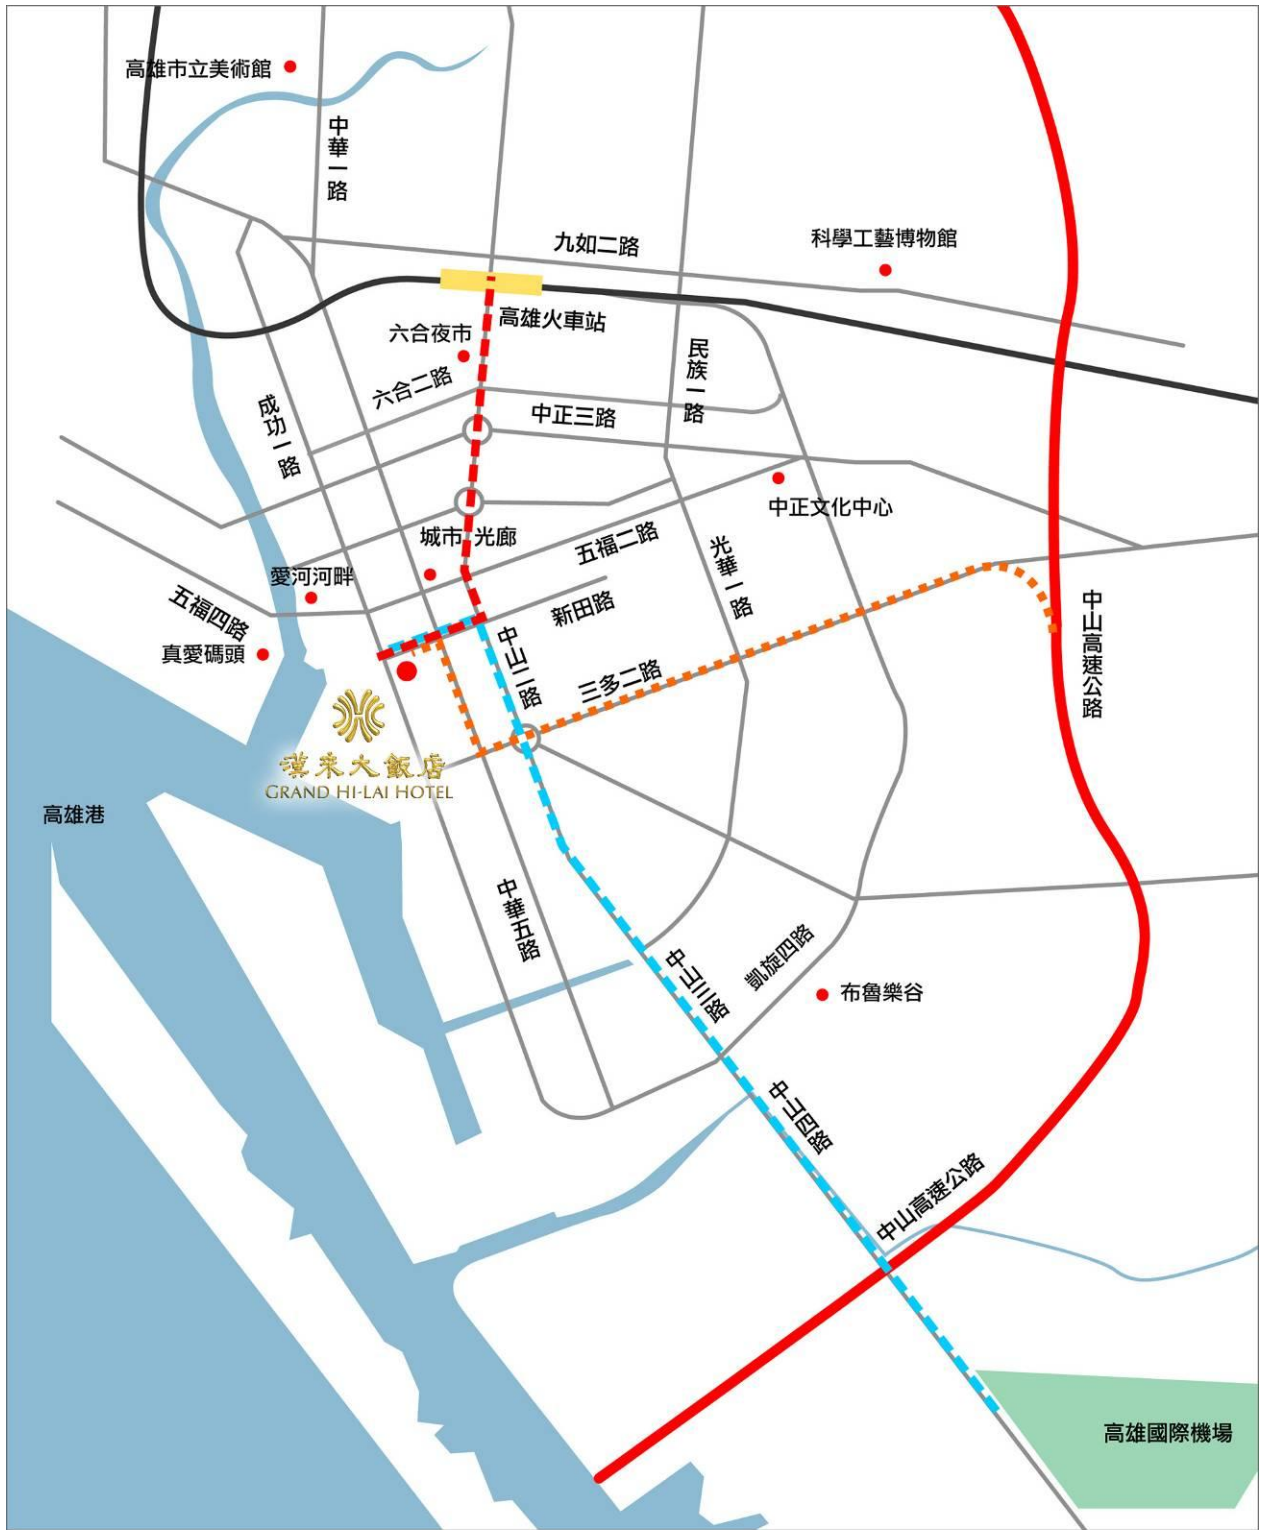 高雄市立美術館
中華一路
九如二路
科學工藝博物館
高雄火車站
六合夜市
民族一路
六合二路
成功一路
中正三路
中正文化中心
城市光廊
五福二路
光華一路
愛河河畔
五福四路
新田路
中山高速公路
真愛碼頭
中山二路
三多二路
漢來大飯店
GRAND HI-LAI HOTEL
高雄港
中華五路
中山三路
凱旋四路
布魯樂谷
中山四路
中山高速公路
高雄國際機場